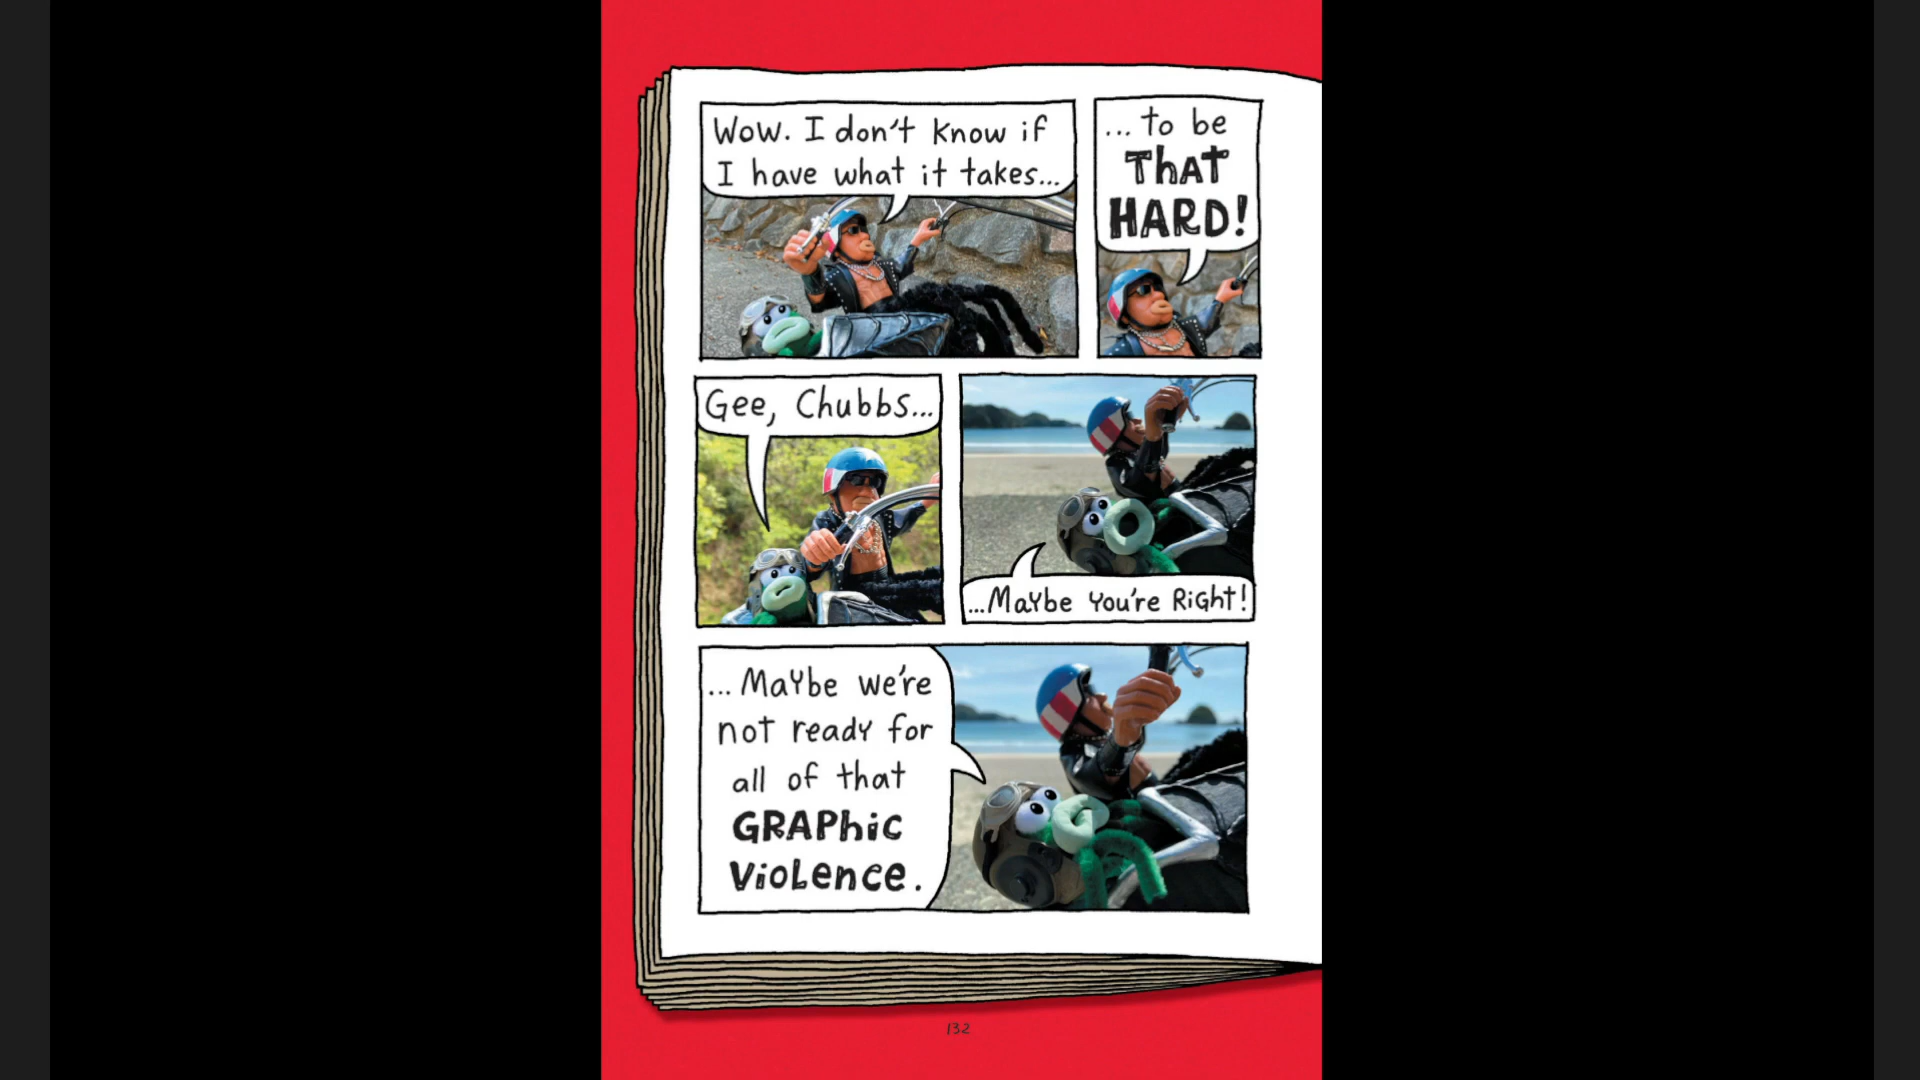 Wow. I don't know if
I have what it takes...
...to be
THAT
HARD!
Gee, Chubbs...
...Maybe you're Right!
...Maybe we're
not ready for
all of that
GRAPHIC
VIOLENCE.
132